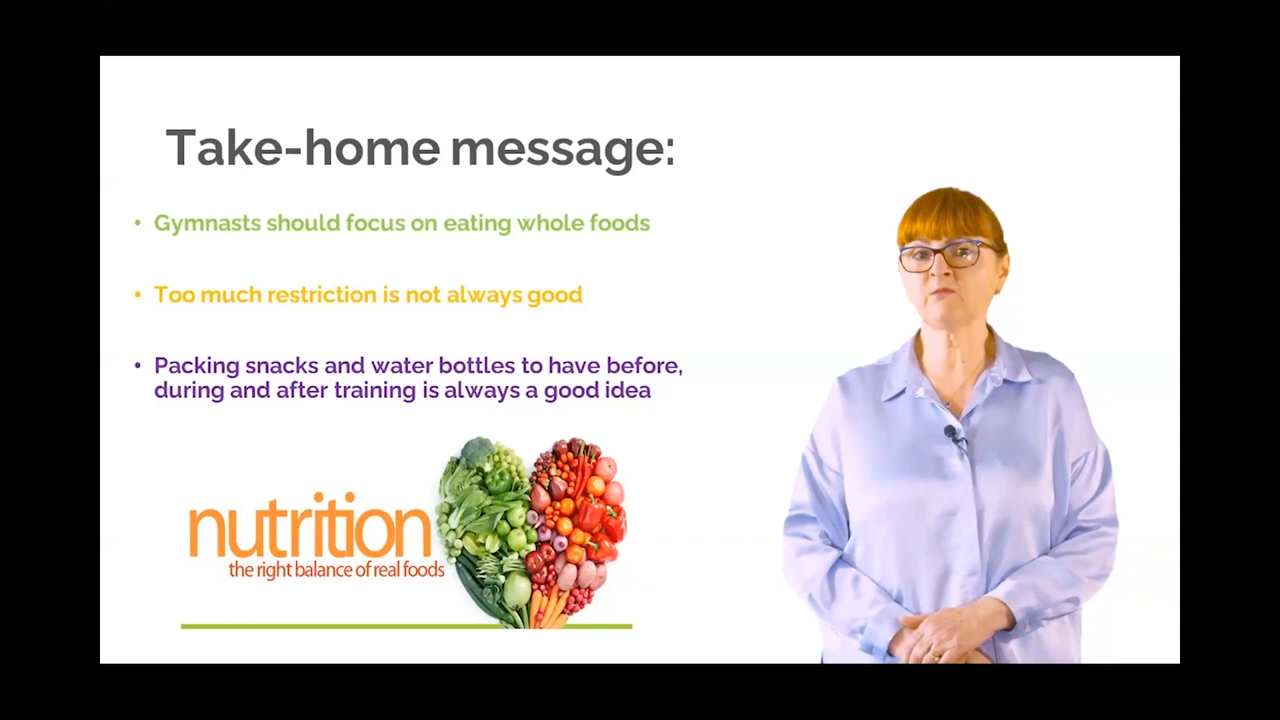 Take-home message:
• Gymnasts should focus on eating whole foods
• Too much restriction is not always good
• Packing snacks and water bottles to have before,
during and after training is always a good idea
nutrition
the right balance of real foods